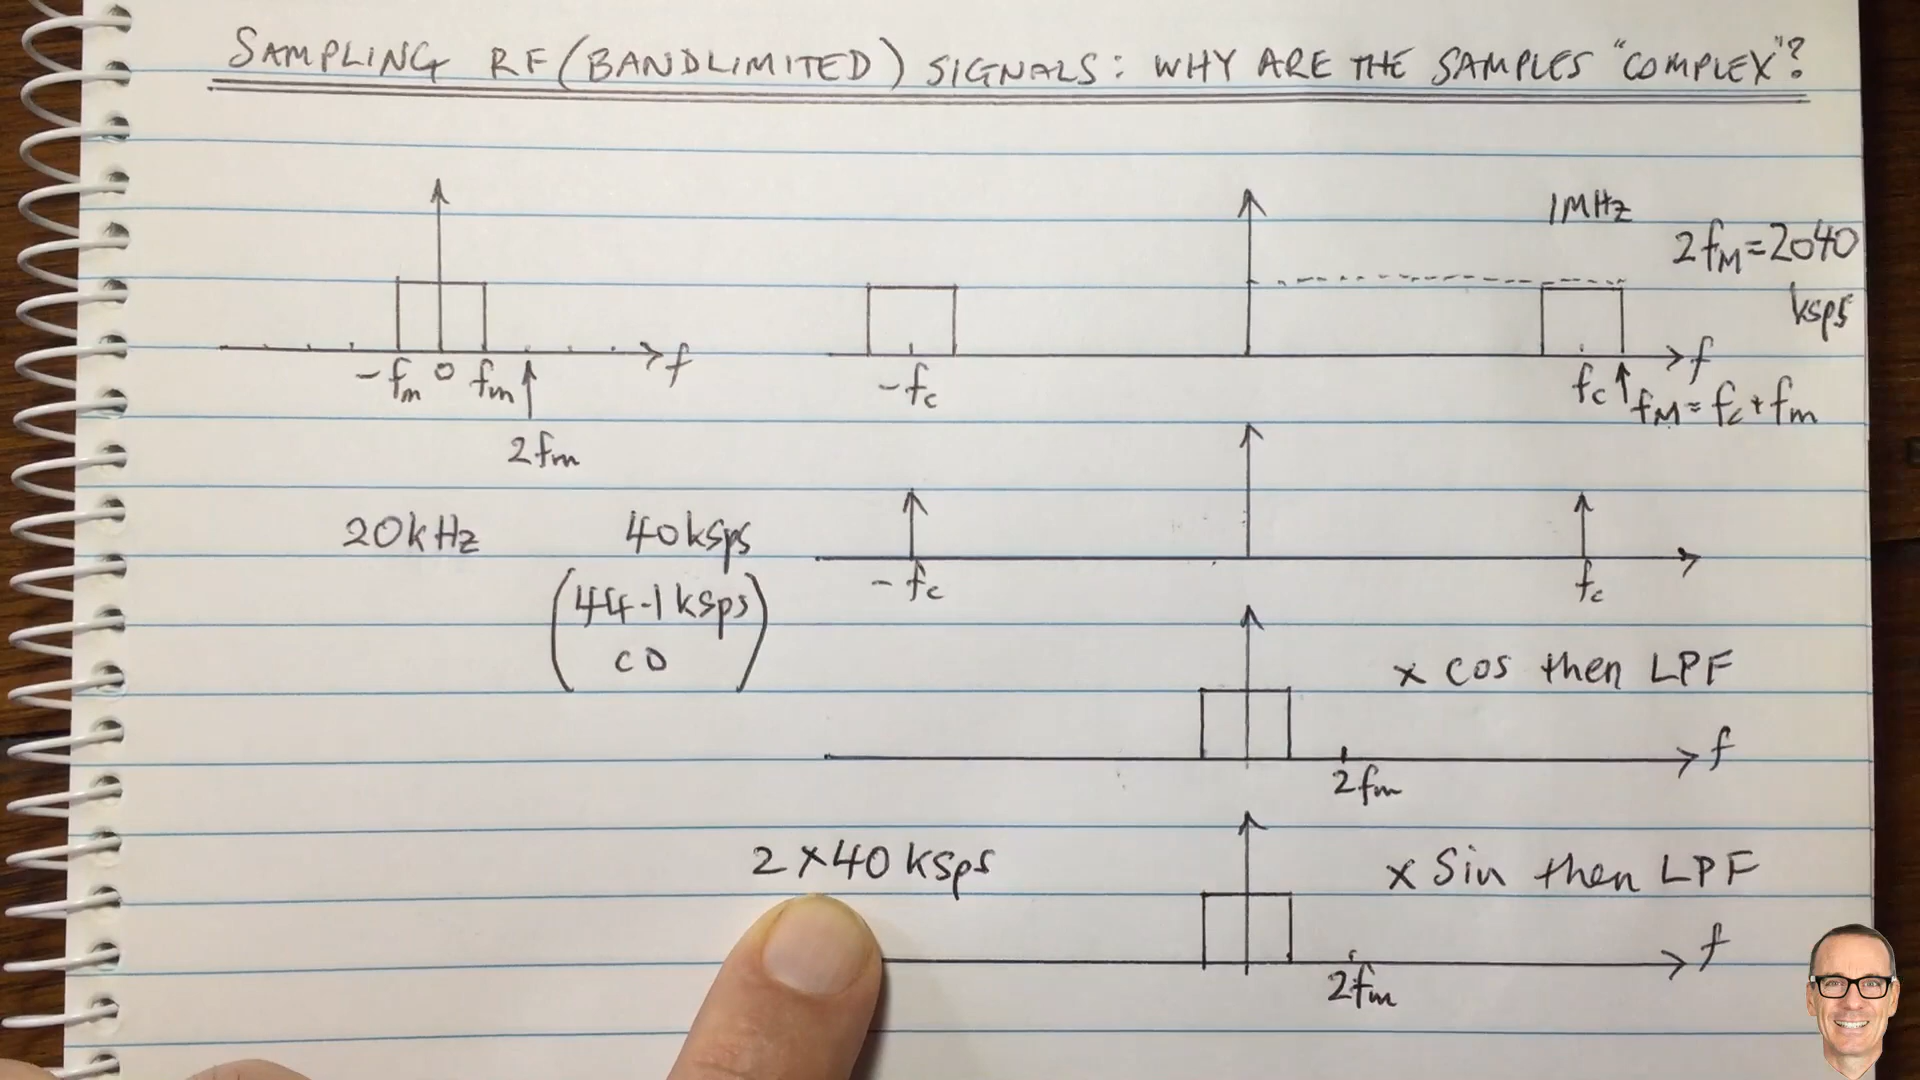 SAMPLING RF (BANDLIMITED) SIGNALS: WHY ARE THE SAMPLES "COMPLEX"?
1MHz
2fM=2040
ksps
-fm 0 fm
f
2fm
-fc
fc
f
fM=fc+fm
20kHz
40ksps
(44.1ksps)
CD
-fc
fc
x cos then LPF
f
2fm
2x40ksps
x Sin then LPF
f
2fm